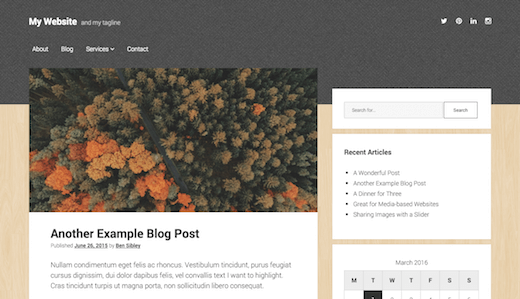 My Website and my tagline
About Blog Services Contact
Search for...
Search
Another Example Blog Post
Published June 26, 2015 by Ben Sibley
Nullam condimentum eget felis ac rhoncus. Vestibulum tincidunt, purus feugiat
cursus dignissim, dui dolor dapibus felis, vel convallis text I want to highlight.
Cras tincidunt turpis ut magna porta, non sollicitudin libero consequat.
Recent Articles
A Wonderful Post
Another Example Blog Post
A Dinner for Three
Great for Media-based Websites
Sharing Images with a Slider
March 2016
M T W T F S S